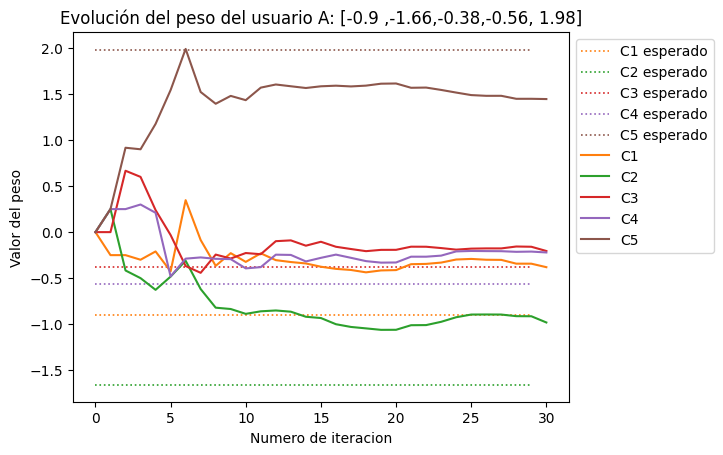 Evolución del peso del usuario A: [-0.9 ,-1.66,-0.38,-0.56, 1.98]
2.0
1.5
1.0
0.5
0.0
−0.5
−1.0
−1.5
Valor del peso
0 5 10 15 20 25 30
Numero de iteracion
C1 esperado
C2 esperado
C3 esperado
C4 esperado
C5 esperado
C1
C2
C3
C4
C5